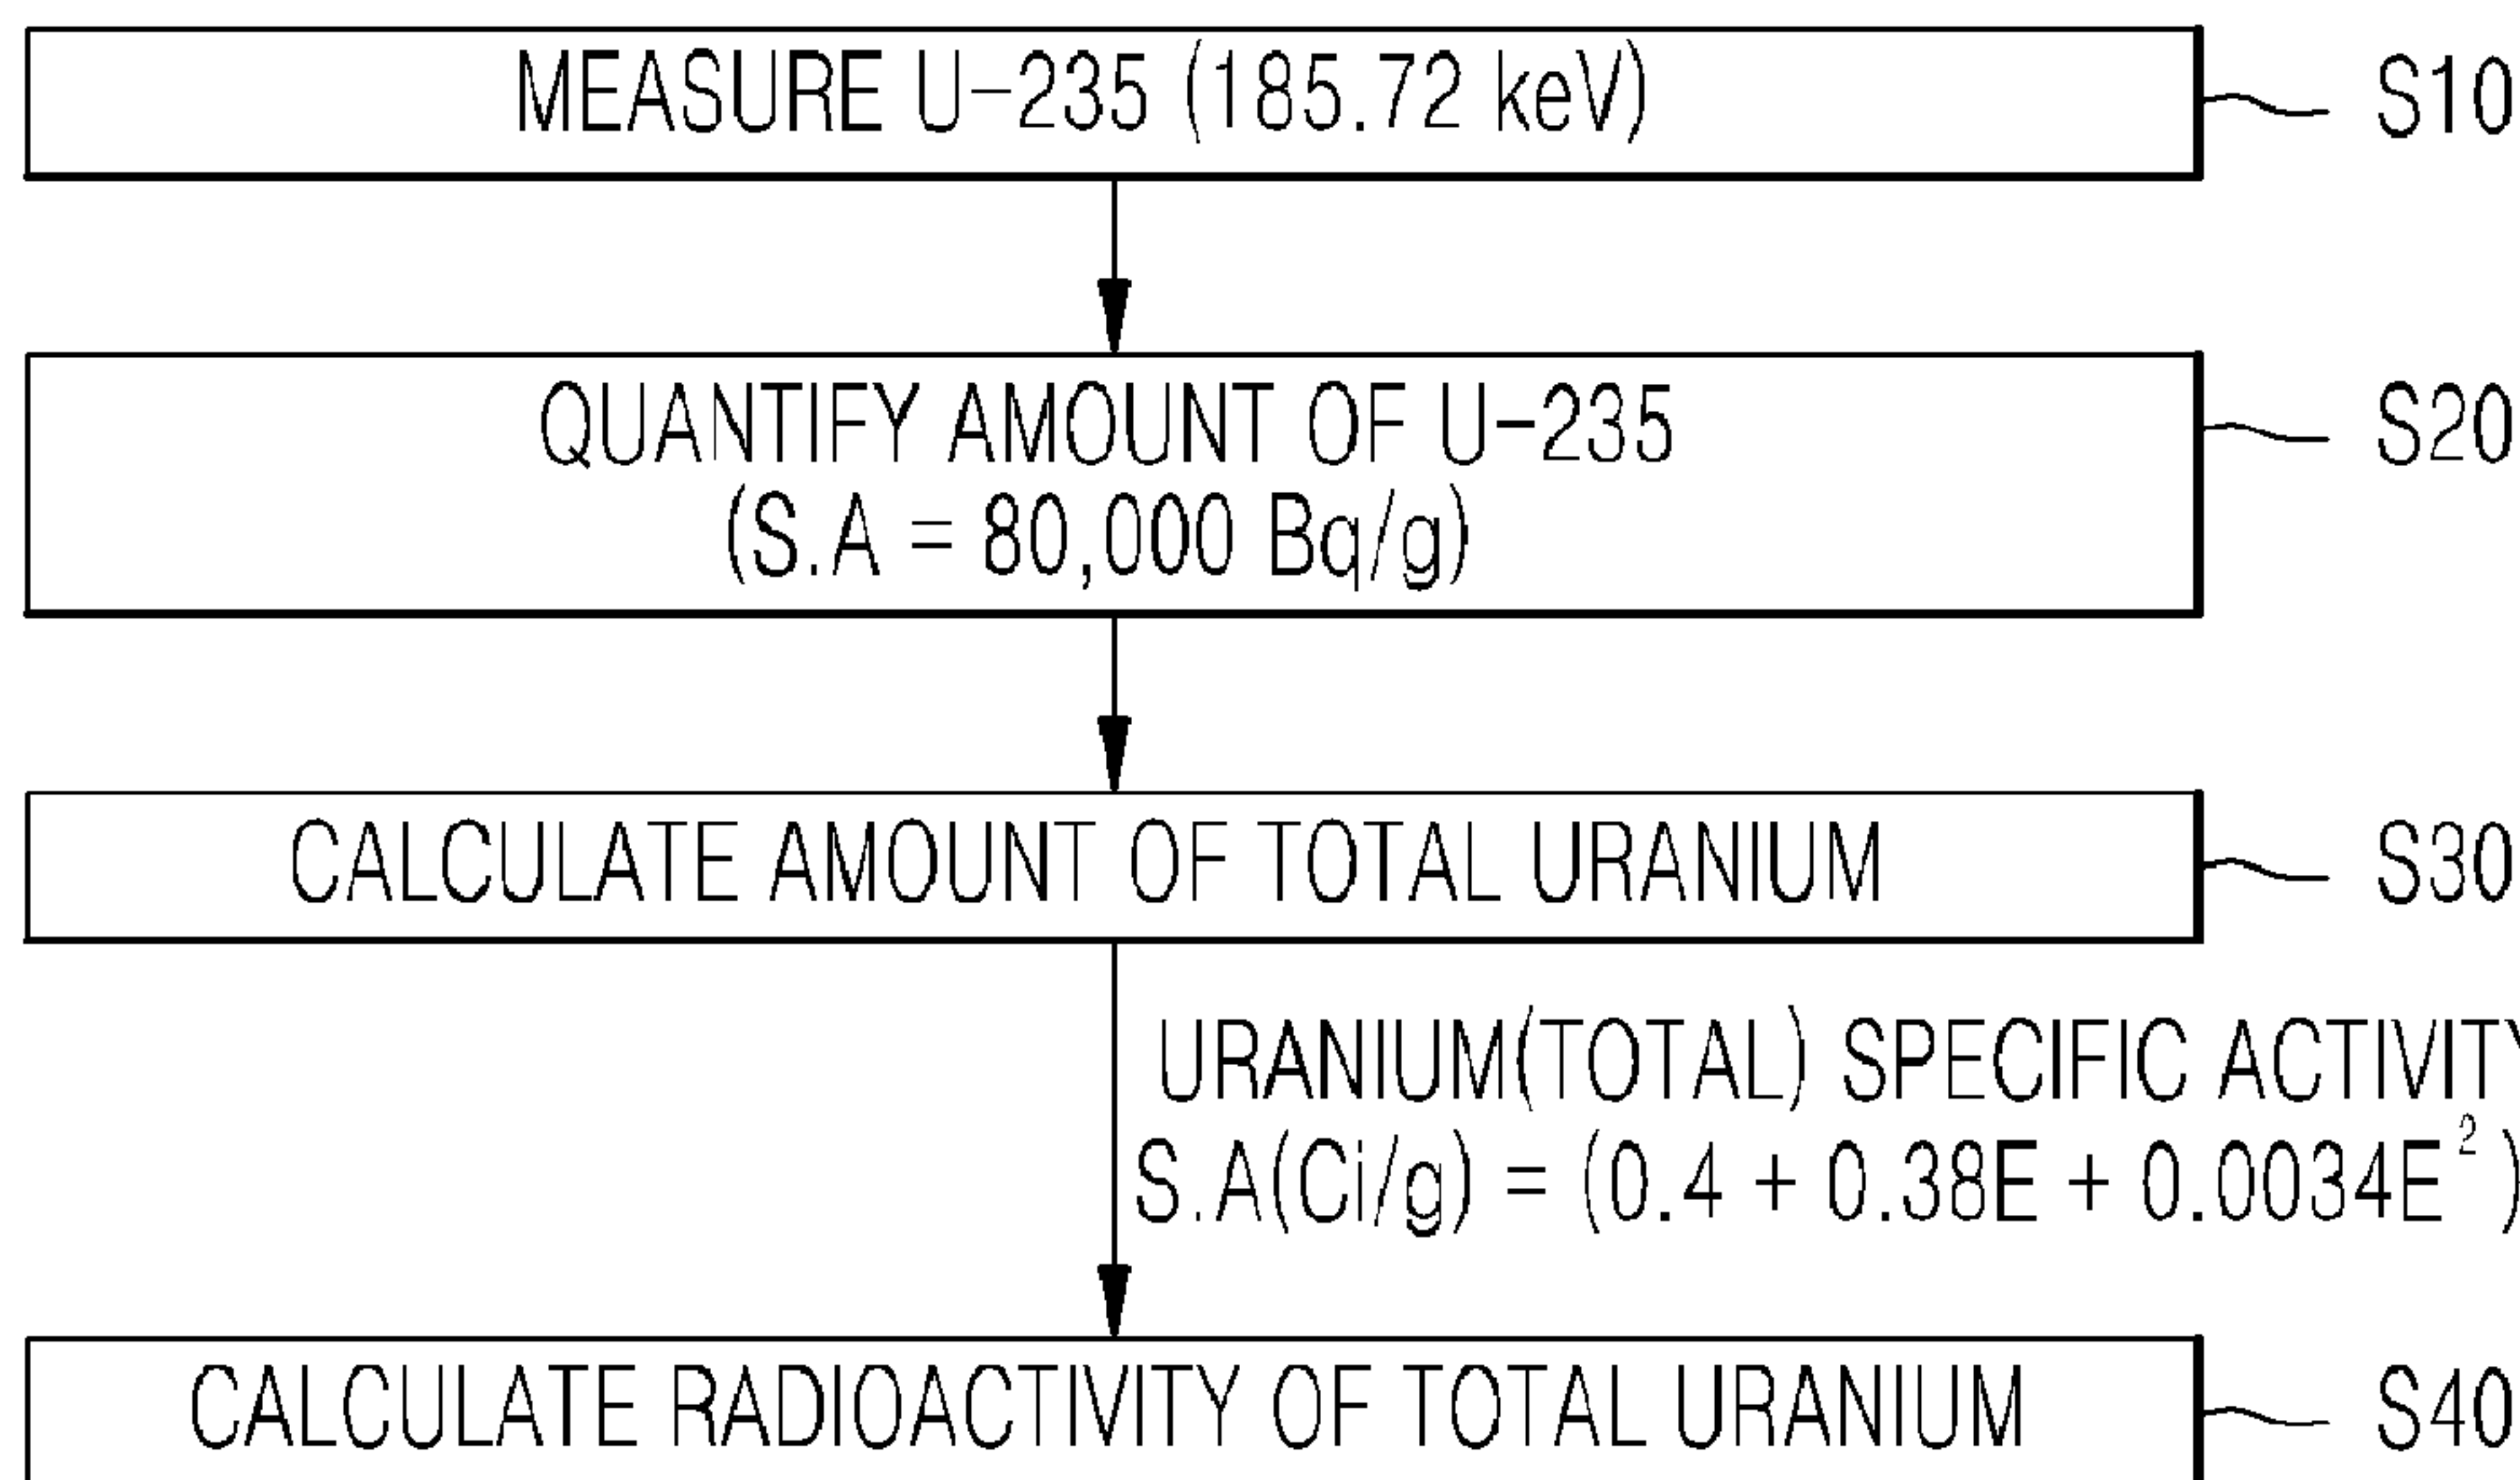 MEASURE U-235 (185.72 keV)
S10
QUANTIFY AMOUNT OF U-235
(S.A = 80,000 Bq/g)
S20
CALCULATE AMOUNT OF TOTAL URANIUM
S30
URANIUM(TOTAL) SPECIFIC ACTIVITY
S.A(Ci/g) = (0.4 + 0.38E + 0.0034E²)
CALCULATE RADIOACTIVITY OF TOTAL URANIUM
S40